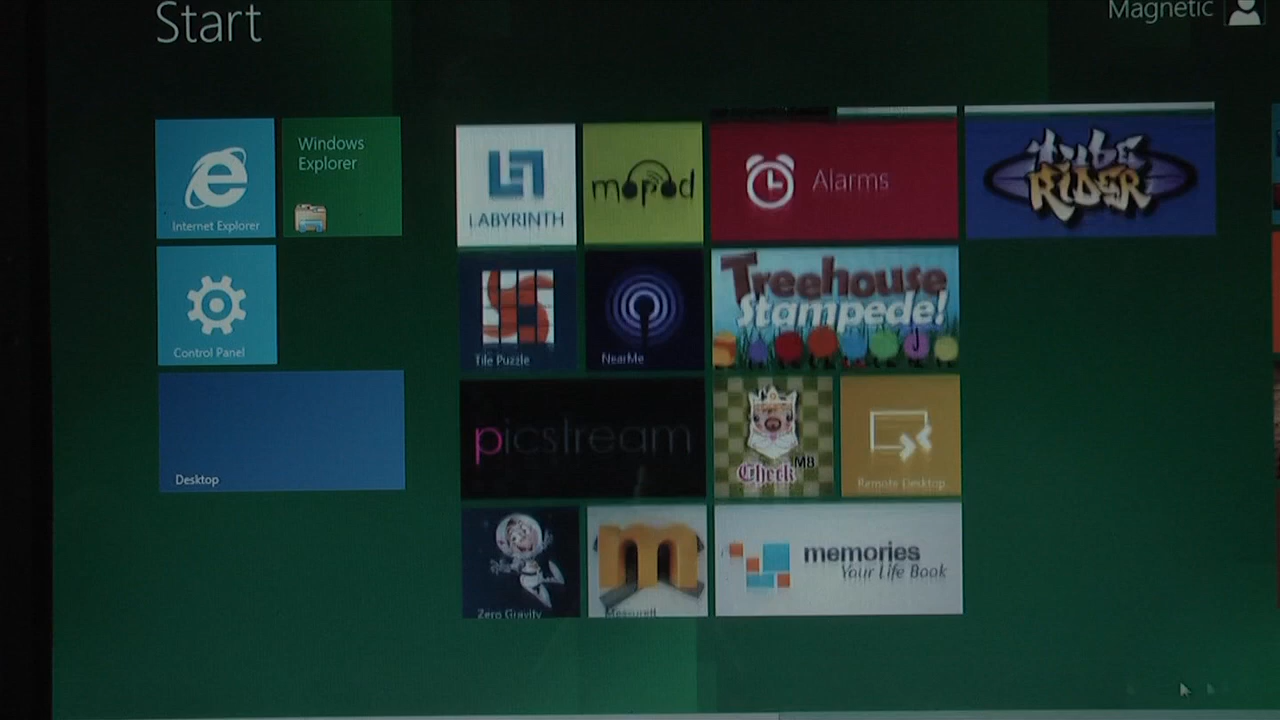 Start
Magnetic
Internet Explorer
Windows
Explorer
Control Panel
Desktop
LABYRINTH
mopod
Alarms
tube
RiDER
Tile Puzzle
NearMe
Treehouse
Stampede!
J
picstream
Check M8
Remote Desktop
Zero Gravity
m
MeasureIt
memories
Your Life Book